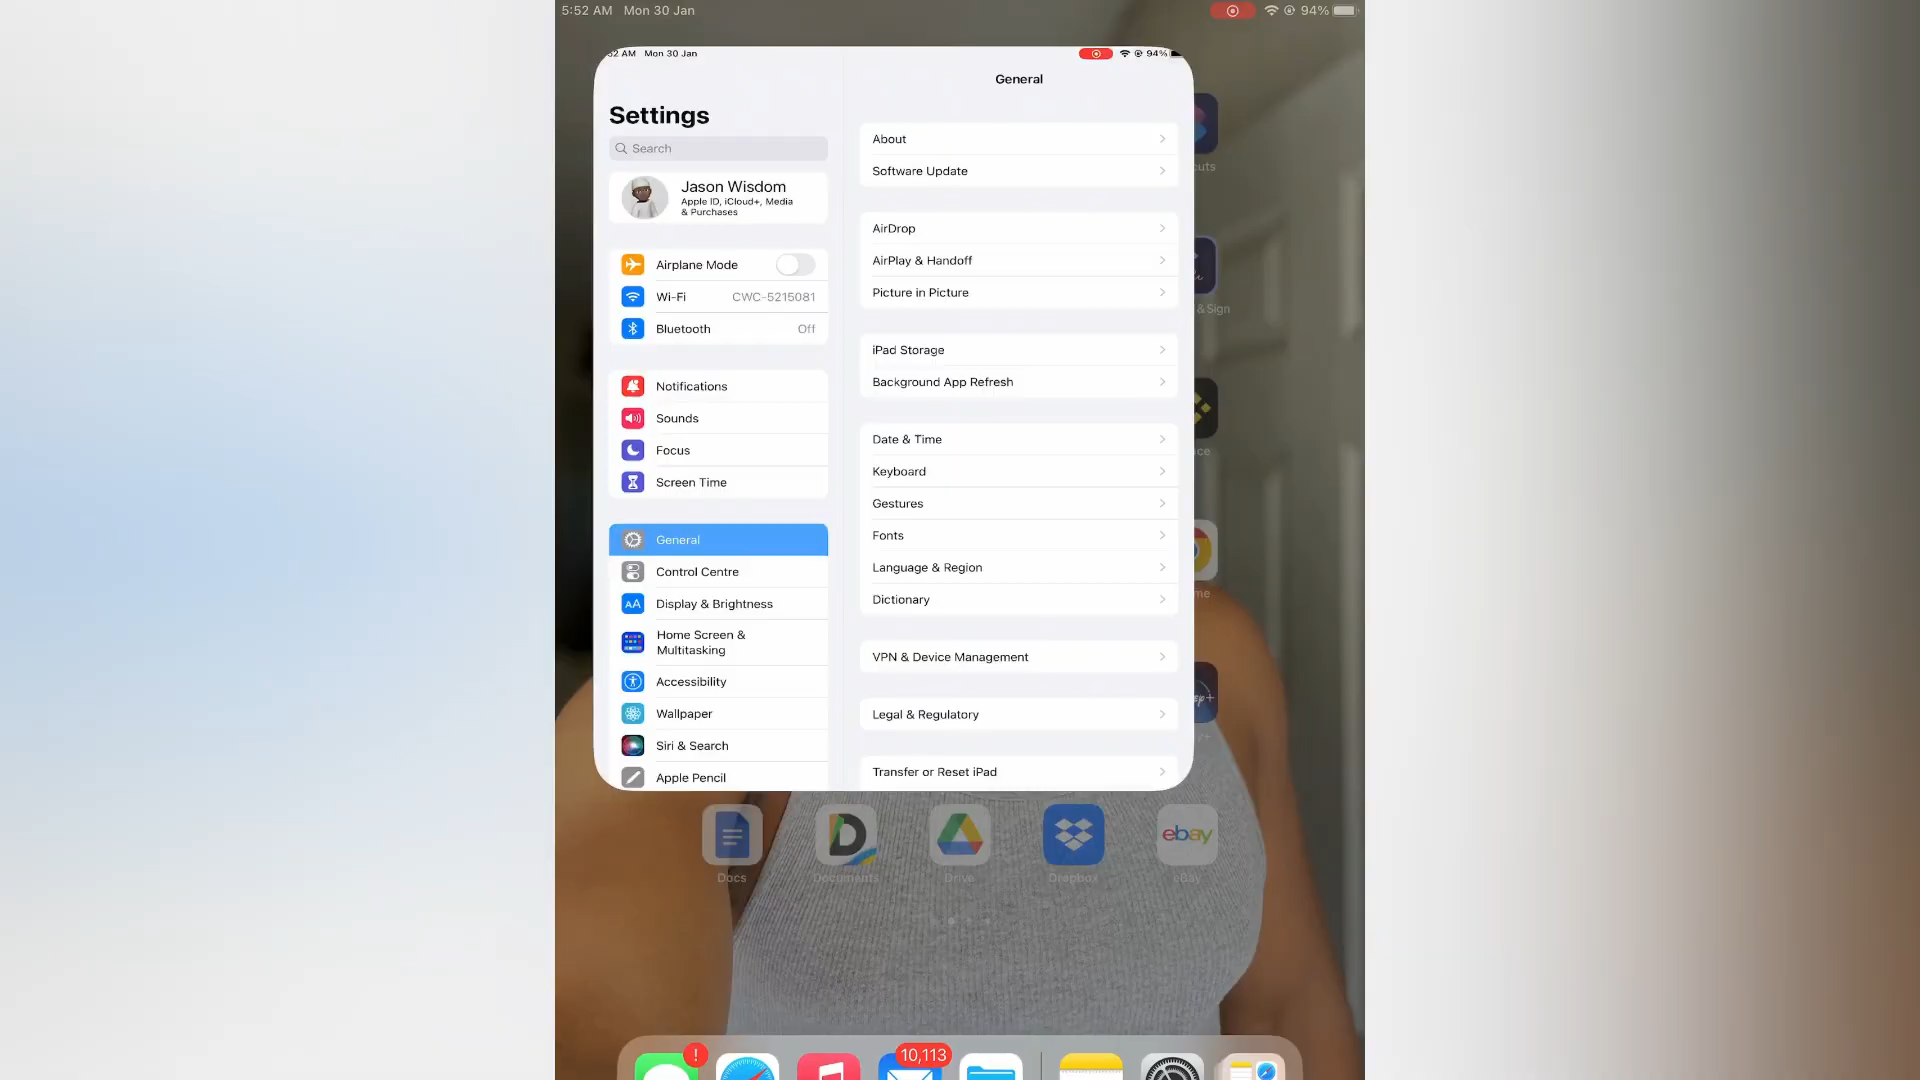 5:52 AM Mon 30 Jan
94%
52 AM Mon 30 Jan
94%
General
Settings
Search
Jason Wisdom
Apple ID, iCloud+, Media
& Purchases
Airplane Mode
Wi-Fi CWC-5215081
Bluetooth Off
Notifications
Sounds
Focus
Screen Time
General
Control Centre
Display & Brightness
Home Screen &
Multitasking
Accessibility
Wallpaper
Siri & Search
Apple Pencil
About
Software Update
AirDrop
AirPlay & Handoff
Picture in Picture
iPad Storage
Background App Refresh
Date & Time
Keyboard
Gestures
Fonts
Language & Region
Dictionary
VPN & Device Management
Legal & Regulatory
Transfer or Reset iPad
& Sign
ebay
Docs Documents Drive Dropbox eBay
! 10,113